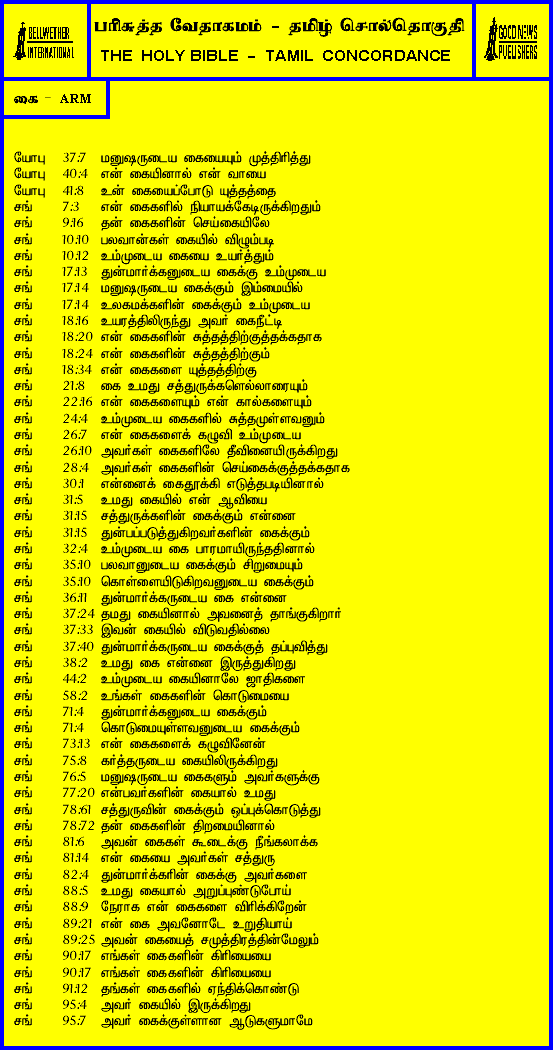 BELLWETHER
INTERNATIONAL
பரிசுத்த வேதாகமம் - தமிழ் சொல்தொகுதி
THE HOLY BIBLE - TAMIL CONCORDANCE
GOOD NEWS
PUBLISHERS
கை - ARM
யோபு 37:7 மனுஷருடைய கையையும் முத்திரித்து
யோபு 40:4 என் கையினால் என் வாயை
யோபு 41:8 உன் கையைப்போடு யுத்தத்தை
சங் 7:3 என் கைகளில் நியாயக்கேடிருக்கிறதும்
சங் 9:16 தன் கைகளின் செய்கையிலே
சங் 10:10 பலவான்கள் கையில் விழும்படி
சங் 10:12 உம்முடைய கையை உயர்த்தும்
சங் 17:13 துன்மார்க்கனுடைய கைக்கு உம்முடைய
சங் 17:14 மனுஷருடைய கைக்கும் இம்மையில்
சங் 17:14 உலகமக்களின் கைக்கும் உம்முடைய
சங் 18:16 உயரத்திலிருந்து அவர் கைநீட்டி
சங் 18:20 என் கைகளின் சுத்தத்திற்குத்தக்கதாக
சங் 18:24 என் கைகளின் சுத்தத்திற்கும்
சங் 18:34 என் கைகளை யுத்தத்திற்கு
சங் 21:8 கை உமது சத்துருக்களெல்லாரையும்
சங் 22:16 என் கைகளையும் என் கால்களையும்
சங் 24:4 உம்முடைய கைகளில் சுத்தமுள்ளவனும்
சங் 26:7 என் கைகளைக் கழுவி உம்முடைய
சங் 26:10 அவர்கள் கைகளிலே தீவினையிருக்கிறது
சங் 28:4 அவர்கள் கைகளின் செய்கைக்குத்தக்கதாக
சங் 30:1 என்னைக் கைதூக்கி எடுத்தபடியினால்
சங் 31:5 உமது கையில் என் ஆவியை
சங் 31:15 சத்துருக்களின் கைக்கும் என்னை
சங் 31:15 துன்பப்படுத்துகிறவர்களின் கைக்கும்
சங் 32:4 உம்முடைய கை பாரமாயிருந்ததினால்
சங் 35:10 பலவானுடைய கைக்கும் சிறுமையும்
சங் 35:10 கொள்ளையிடுகிறவனுடைய கைக்கும்
சங் 36:11 துன்மார்க்கருடைய கை என்னை
சங் 37:24 தமது கையினால் அவனைத் தாங்குகிறார்
சங் 37:33 இவன் கையில் விடுவதில்லை
சங் 37:40 துன்மார்க்கருடைய கைக்குத் தப்புவித்து
சங் 38:2 உமது கை என்னை இருத்துகிறது
சங் 44:2 உம்முடைய கையினாலே ஜாதிகளை
சங் 58:2 உங்கள் கைகளின் கொடுமையை
சங் 71:4 துன்மார்க்கனுடைய கைக்கும்
சங் 71:4 கொடுமையுள்ளவனுடைய கைக்கும்
சங் 73:13 என் கைகளைக் கழுவினேன்
சங் 75:8 கர்த்தருடைய கையிலிருக்கிறது
சங் 76:5 மனுஷருடைய கைகளும் அவர்களுக்கு
சங் 77:20 என்பவர்களின் கையால் உமது
சங் 78:61 சத்துருவின் கைக்கும் ஒப்புக்கொடுத்து
சங் 78:72 தன் கைகளின் திறமையினால்
சங் 81:6 அவன் கைகள் கூடைக்கு நீங்கலாக்க
சங் 81:14 என் கையை அவர்கள் சத்துரு
சங் 82:4 துன்மார்க்கரின் கைக்கு அவர்களை
சங் 88:5 உமது கையால் அறுப்புண்டுபோய்
சங் 88:9 நேராக என் கைகளை விரிக்கிறேன்
சங் 89:21 என் கை அவனோடே உறுதியாய்
சங் 89:25 அவன் கையைத் சமுத்திரத்தின்மேலும்
சங் 90:17 எங்கள் கைகளின் கிரியையை
சங் 90:17 எங்கள் கைகளின் கிரியையை
சங் 91:12 தங்கள் கைகளில் ஏந்திக்கொண்டு
சங் 95:4 அவர் கையில் இருக்கிறது
சங் 95:7 அவர் கைக்குள்ளான ஆடுகளுமாமே